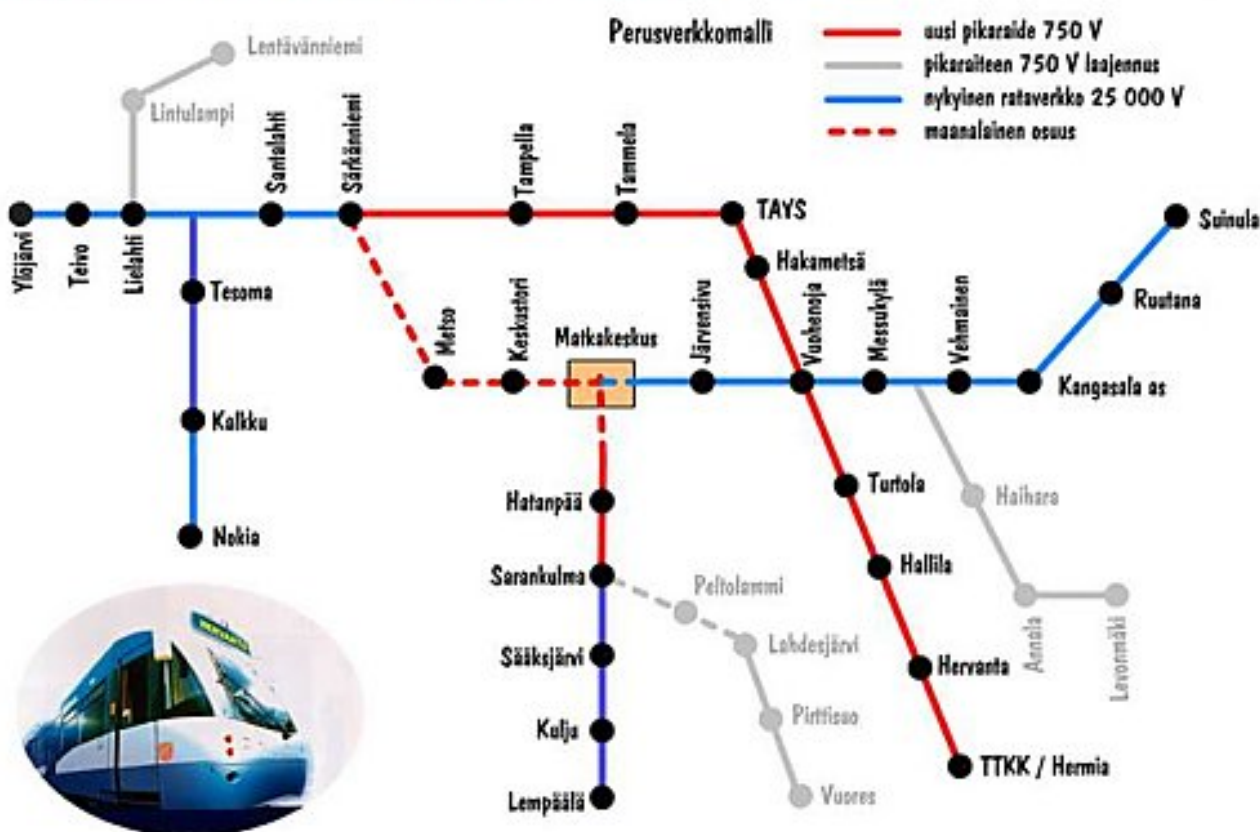 Perusverkkomalli
uusi pikaraide 750 V
pikaraiteen 750 V laajennus
nykyinen rataverkko 25 000 V
maanalainen osuus
Lentävänniemi
Lintulampi
Ylöjärvi
Teivo
Lielahti
Santalahti
Särkänniemi
Tampella
Tammela
TAYS
Hakametsä
Suinula
Ruutana
Tesoma
Kalkku
Nokia
Metso
Keskustori
Matkakeskus
Järvensivu
Vuohenoja
Messukylä
Vehmainen
Kangasala as
Hatanpää
Sarankulma
Sääksjärvi
Kulju
Lempäälä
Peltolammi
Lahdesjärvi
Pirttisuo
Vuores
Turtola
Hallila
Hervanta
TTKK / Hermia
Haihara
Annala
Levonmäki